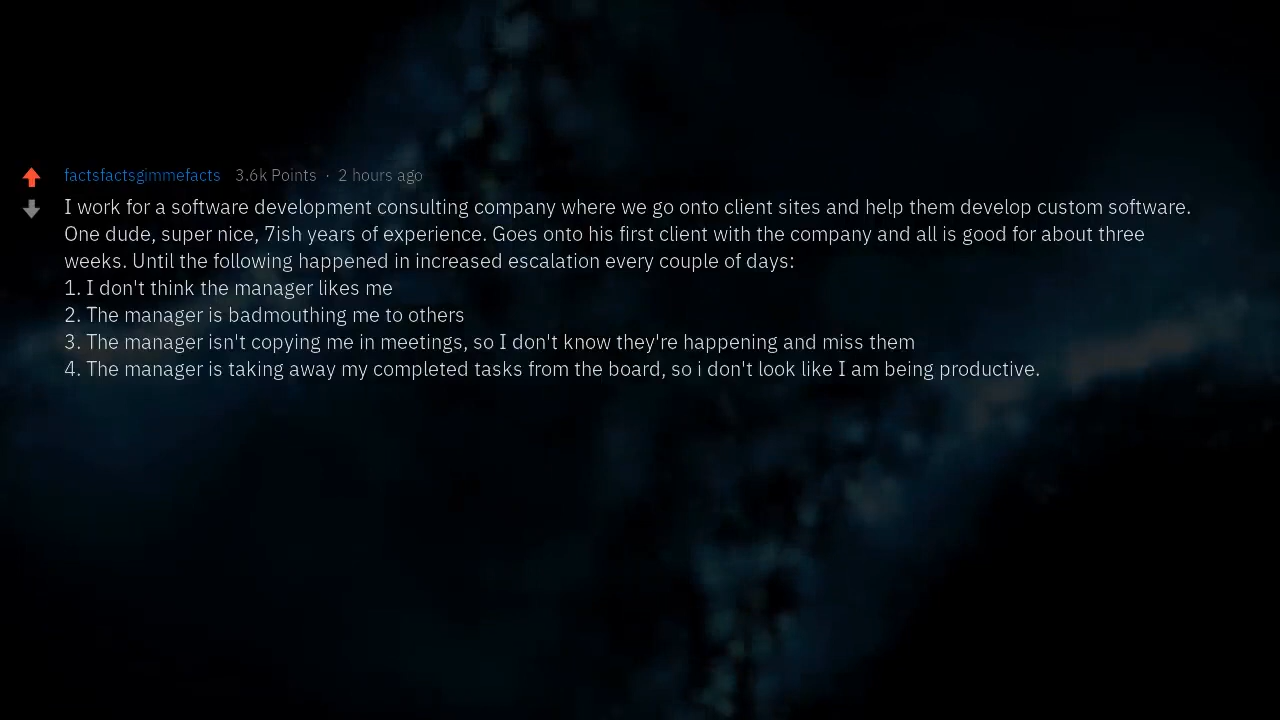 factsfactsgimmefacts 3.6k Points · 2 hours ago
I work for a software development consulting company where we go onto client sites and help them develop custom software.
One dude, super nice, 7ish years of experience. Goes onto his first client with the company and all is good for about three
weeks. Until the following happened in increased escalation every couple of days:
1. I don't think the manager likes me
2. The manager is badmouthing me to others
3. The manager isn't copying me in meetings, so I don't know they're happening and miss them
4. The manager is taking away my completed tasks from the board, so i don't look like I am being productive.